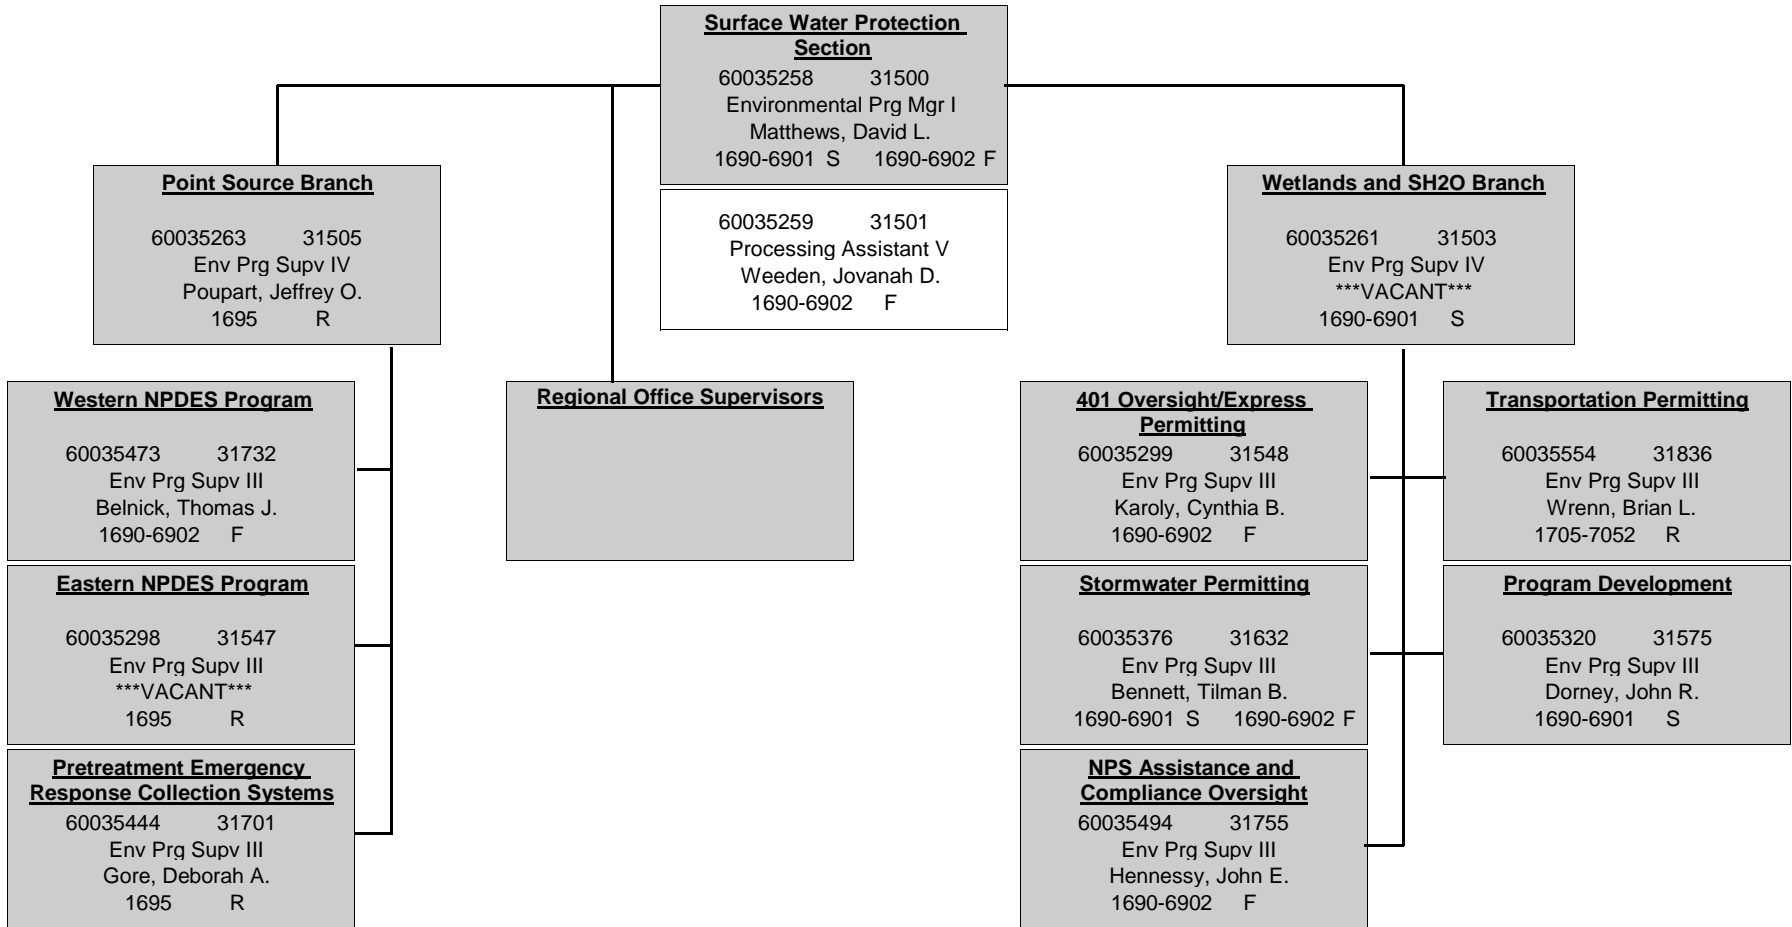 Surface Water Protection
Section
60035258 31500
Environmental Prg Mgr I
Matthews, David L.
1690-6901 S 1690-6902 F
60035259 31501
Processing Assistant V
Weeden, Jovanah D.
1690-6902 F
Point Source Branch
60035263 31505
Env Prg Supv IV
Poupart, Jeffrey O.
1695 R
Wetlands and SH2O Branch
60035261 31503
Env Prg Supv IV
***VACANT***
1690-6901 S
Western NPDES Program
60035473 31732
Env Prg Supv III
Belnick, Thomas J.
1690-6902 F
Eastern NPDES Program
60035298 31547
Env Prg Supv III
***VACANT***
1695 R
Pretreatment Emergency
Response Collection Systems
60035444 31701
Env Prg Supv III
Gore, Deborah A.
1695 R
Regional Office Supervisors
401 Oversight/Express
Permitting
60035299 31548
Env Prg Supv III
Karoly, Cynthia B.
1690-6902 F
Stormwater Permitting
60035376 31632
Env Prg Supv III
Bennett, Tilman B.
1690-6901 S 1690-6902 F
NPS Assistance and
Compliance Oversight
60035494 31755
Env Prg Supv III
Hennessy, John E.
1690-6902 F
Transportation Permitting
60035554 31836
Env Prg Supv III
Wrenn, Brian L.
1705-7052 R
Program Development
60035320 31575
Env Prg Supv III
Dorney, John R.
1690-6901 S